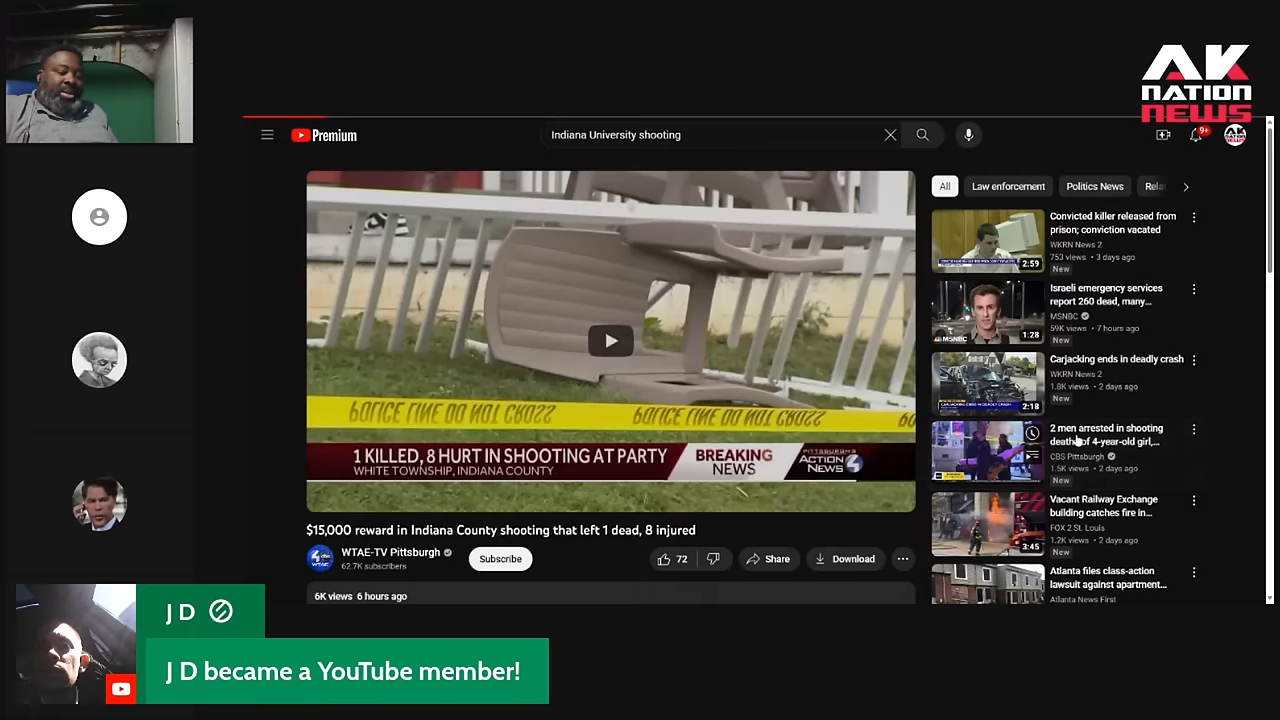 AK
NATION
NEWS
Premium
Indiana University shooting
9+
All
Law enforcement
Politics News
POLICE LINE DO NOT CROSS
POLICE LINE DO NOT CROSS
1 KILLED, 8 HURT IN SHOOTING AT PARTY
WHITE TOWNSHIP, INDIANA COUNTY
BREAKING
NEWS
PITTSBURGH'S
ACTION
NEWS 4
$15,000 reward in Indiana County shooting that left 1 dead, 8 injured
WTAE-TV Pittsburgh
62.7K subscribers
Subscribe
72
Share
Download
6K views 6 hours ago
Convicted killer released from
prison; conviction vacated
WKRN News 2
753 views • 3 days ago
New
2:59
Israeli emergency services
report 260 dead, many...
MSNBC
59K views • 7 hours ago
New
MSNBC
1:28
Carjacking ends in deadly crash
WKRN News 2
1.8K views • 2 days ago
New
CARJACKING ENDS IN DEADLY CRASH
2:18
2 men arrested in shooting
death of 4-year-old girl,...
CBS Pittsburgh
1.5K views • 2 days ago
New
Vacant Railway Exchange
building catches fire in...
FOX 2 St. Louis
1.2K views • 2 days ago
New
3:45
Atlanta files class-action
lawsuit against apartment...
Atlanta News First
J D
J D became a YouTube member!